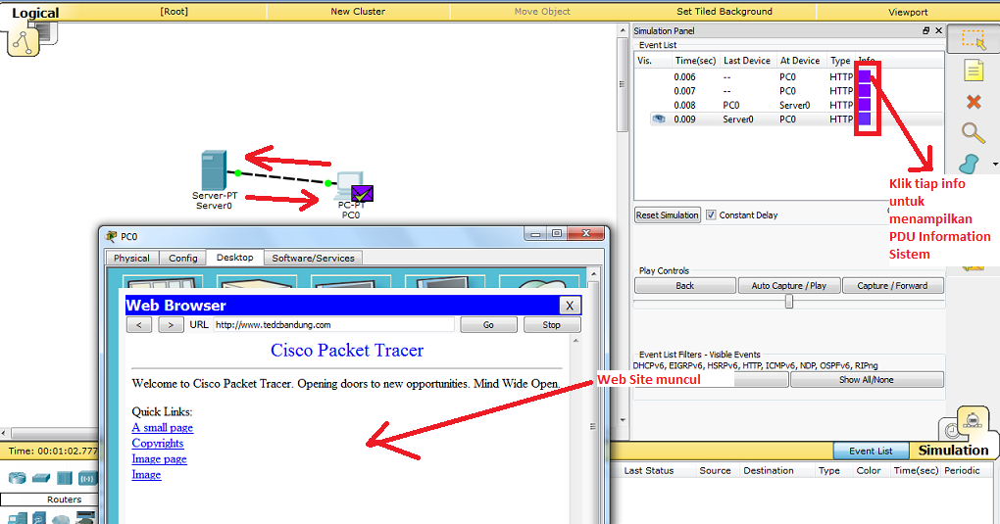 Logical
[Root]
New Cluster
Move Object
Set Tiled Background
Viewport
Server-PT
Server0
PC-PT
PC0
Simulation Panel
Event List
Vis. Time(sec) Last Device At Device Type Info
0.006 -- PC0 HTTP
0.007 -- PC0 HTTP
0.008 PC0 Server0 HTTP
0.009 Server0 PC0 HTTP
Klik tiap info
untuk
menampilkan
PDU Information
Sistem
Reset Simulation
Constant Delay
Play Controls
Back
Auto Capture / Play
Capture / Forward
Event List Filters - Visible Events
DHCPv6, EIGRPv6, HSRPv6, HTTP, ICMPv6, NDP, OSPFv6, RIPng
Show All/None
Web Site muncul
PC0
Physical
Config
Desktop
Software/Services
Web Browser
X
<
>
URL
http://www.tedcbandung.com
Go
Stop
Cisco Packet Tracer
Welcome to Cisco Packet Tracer. Opening doors to new opportunities. Mind Wide Open.
Quick Links:
A small page
Copyrights
Image page
Image
Time: 00:01:02.777
Event List
Simulation
Routers
Last Status Source Destination Type Color Time(sec) Periodic